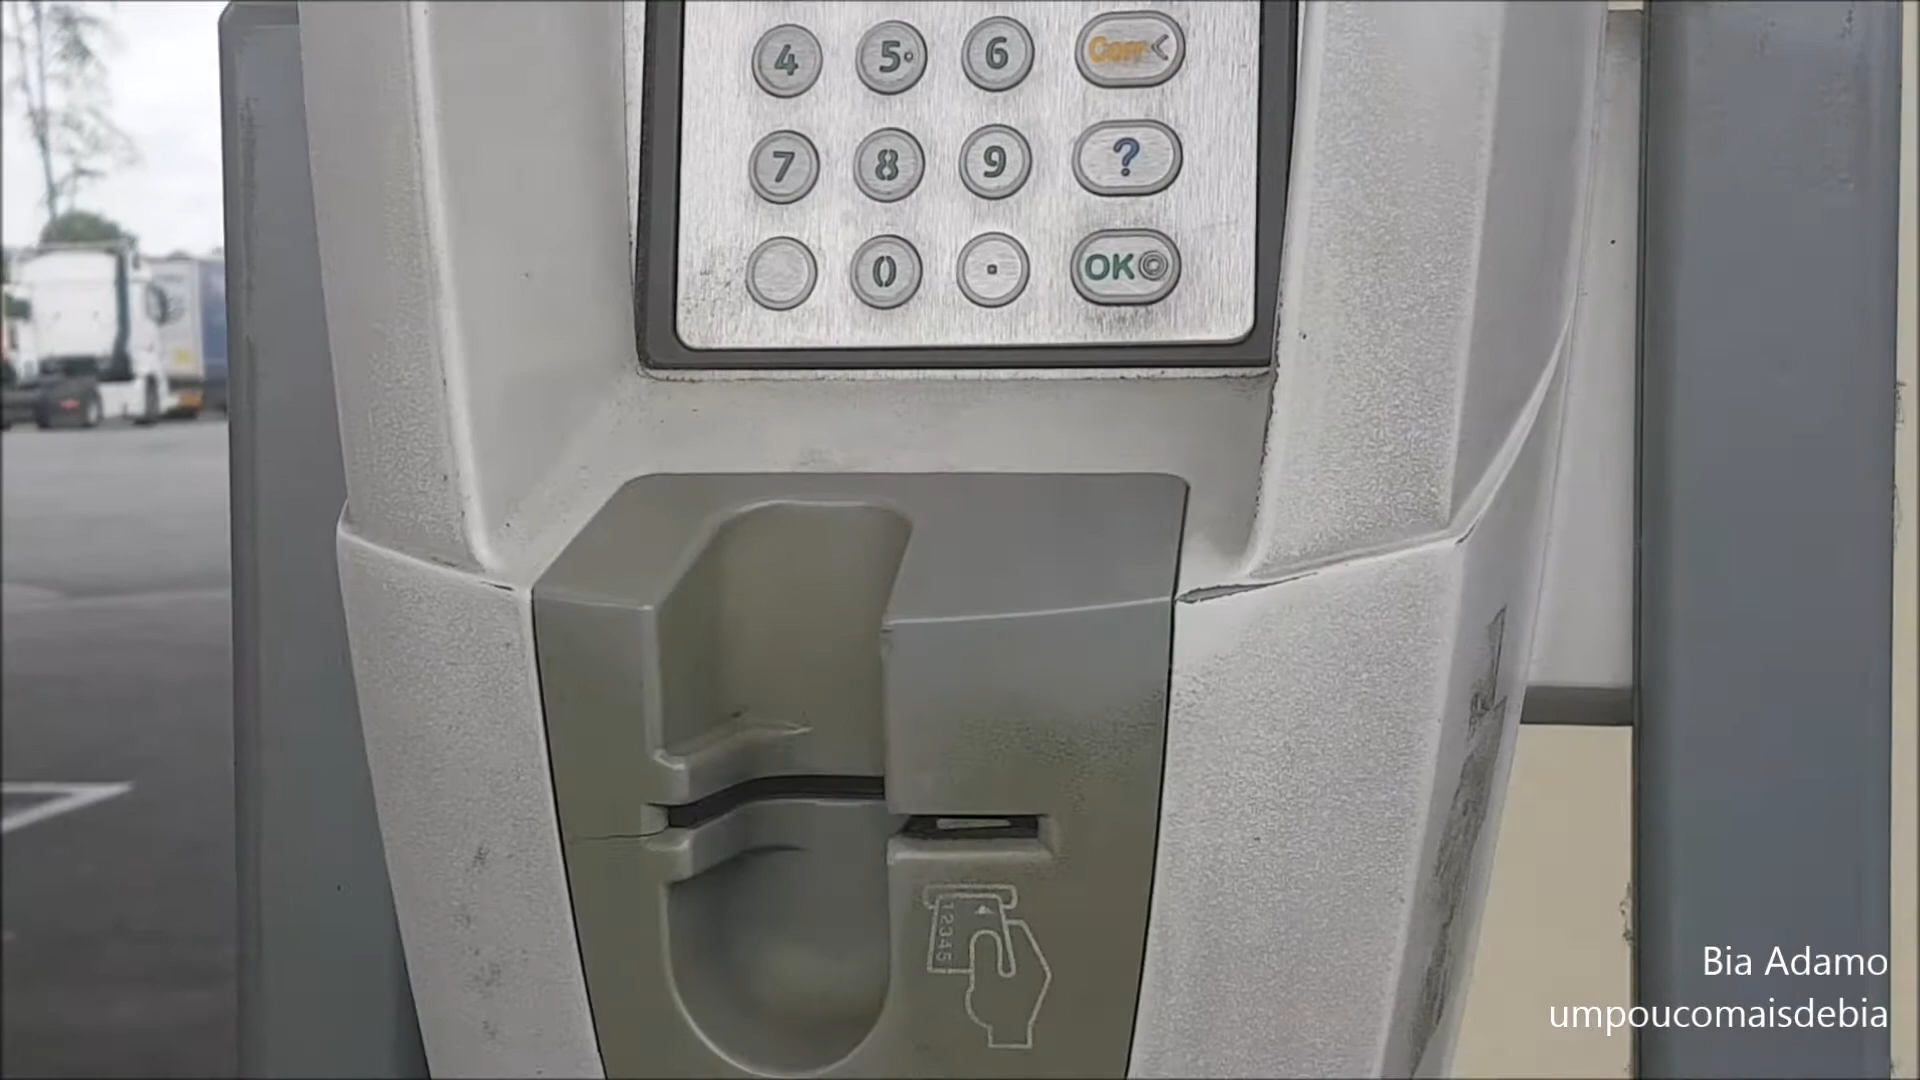 4 5 6 Corr<
7 8 9 ?
0 . OK
12345
Bia Adamo
umpoucomaisdebia